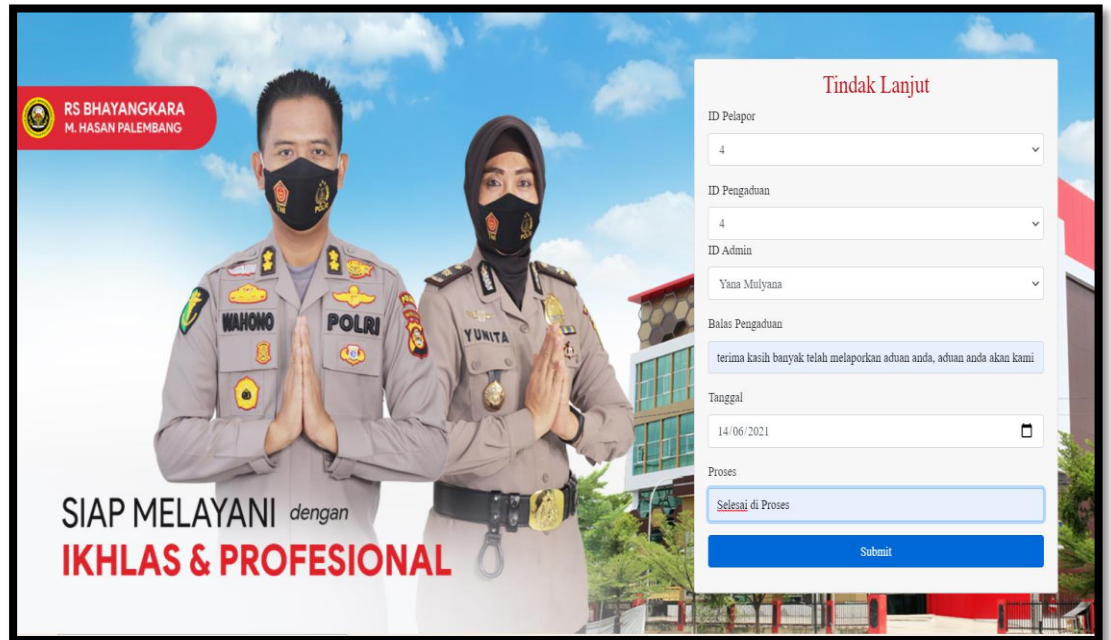 RS BHAYANGKARA
M. HASAN PALEMBANG
WAHONO
POLRI
YUNITA
SIAP MELAYANI dengan
IKHLAS & PROFESIONAL
Tindak Lanjut
ID Pelapor
4
ID Pengaduan
4
ID Admin
Yana Mulyana
Balas Pengaduan
terima kasih banyak telah melaporkan aduan anda, aduan anda akan kami
Tanggal
14/06/2021
Proses
Selesai di Proses
Submit